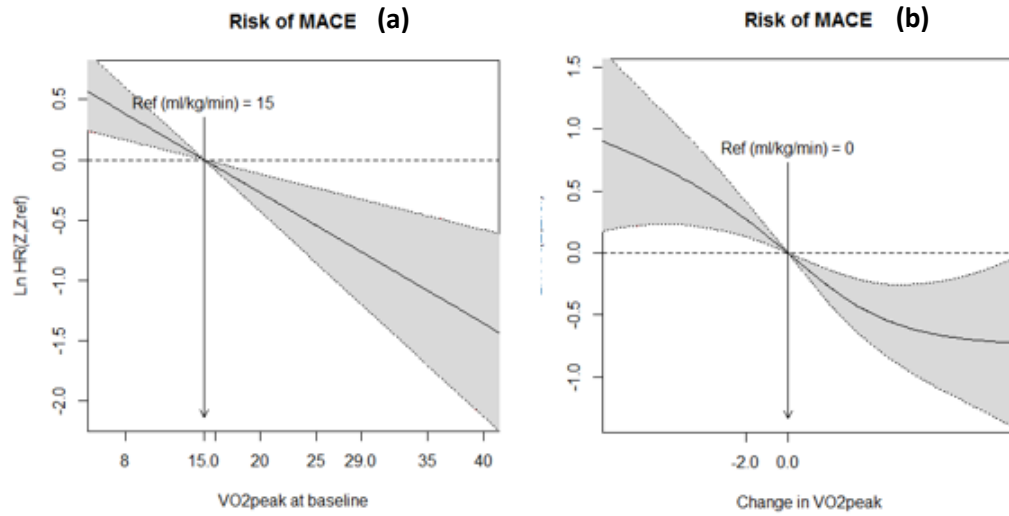 Risk of MACE (a)
Ref (ml/kg/min) = 15
Ln HR(Z,Zref)
0.5
0.0
-0.5
-1.0
-1.5
-2.0
8 15.0 20 25 29.0 35 40
VO2peak at baseline
Risk of MACE (b)
Ref (ml/kg/min) = 0
1.5
1.0
0.5
0.0
-0.5
-1.0
-2.0 0.0
Change in VO2peak